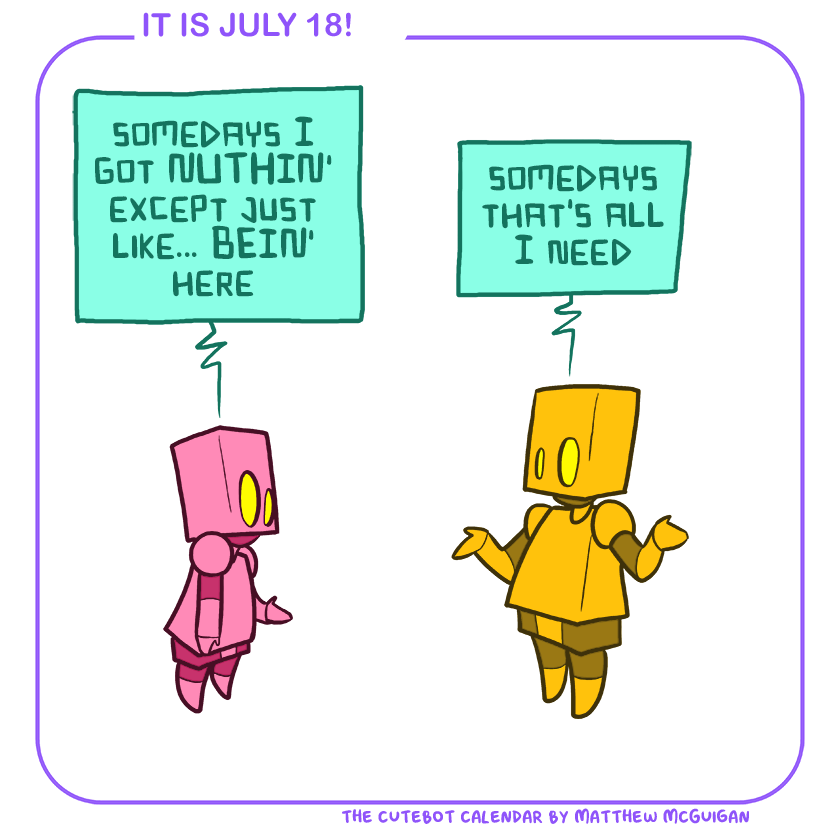 IT IS JULY 18!
SOMEDAYS I
GOT NUTHIN'
EXCEPT JUST
LIKE... BEIN'
HERE
SOMEDAYS
THAT'S ALL
I NEED
THE CUTEBOT CALENDAR BY MATTHEW MCGUIGAN